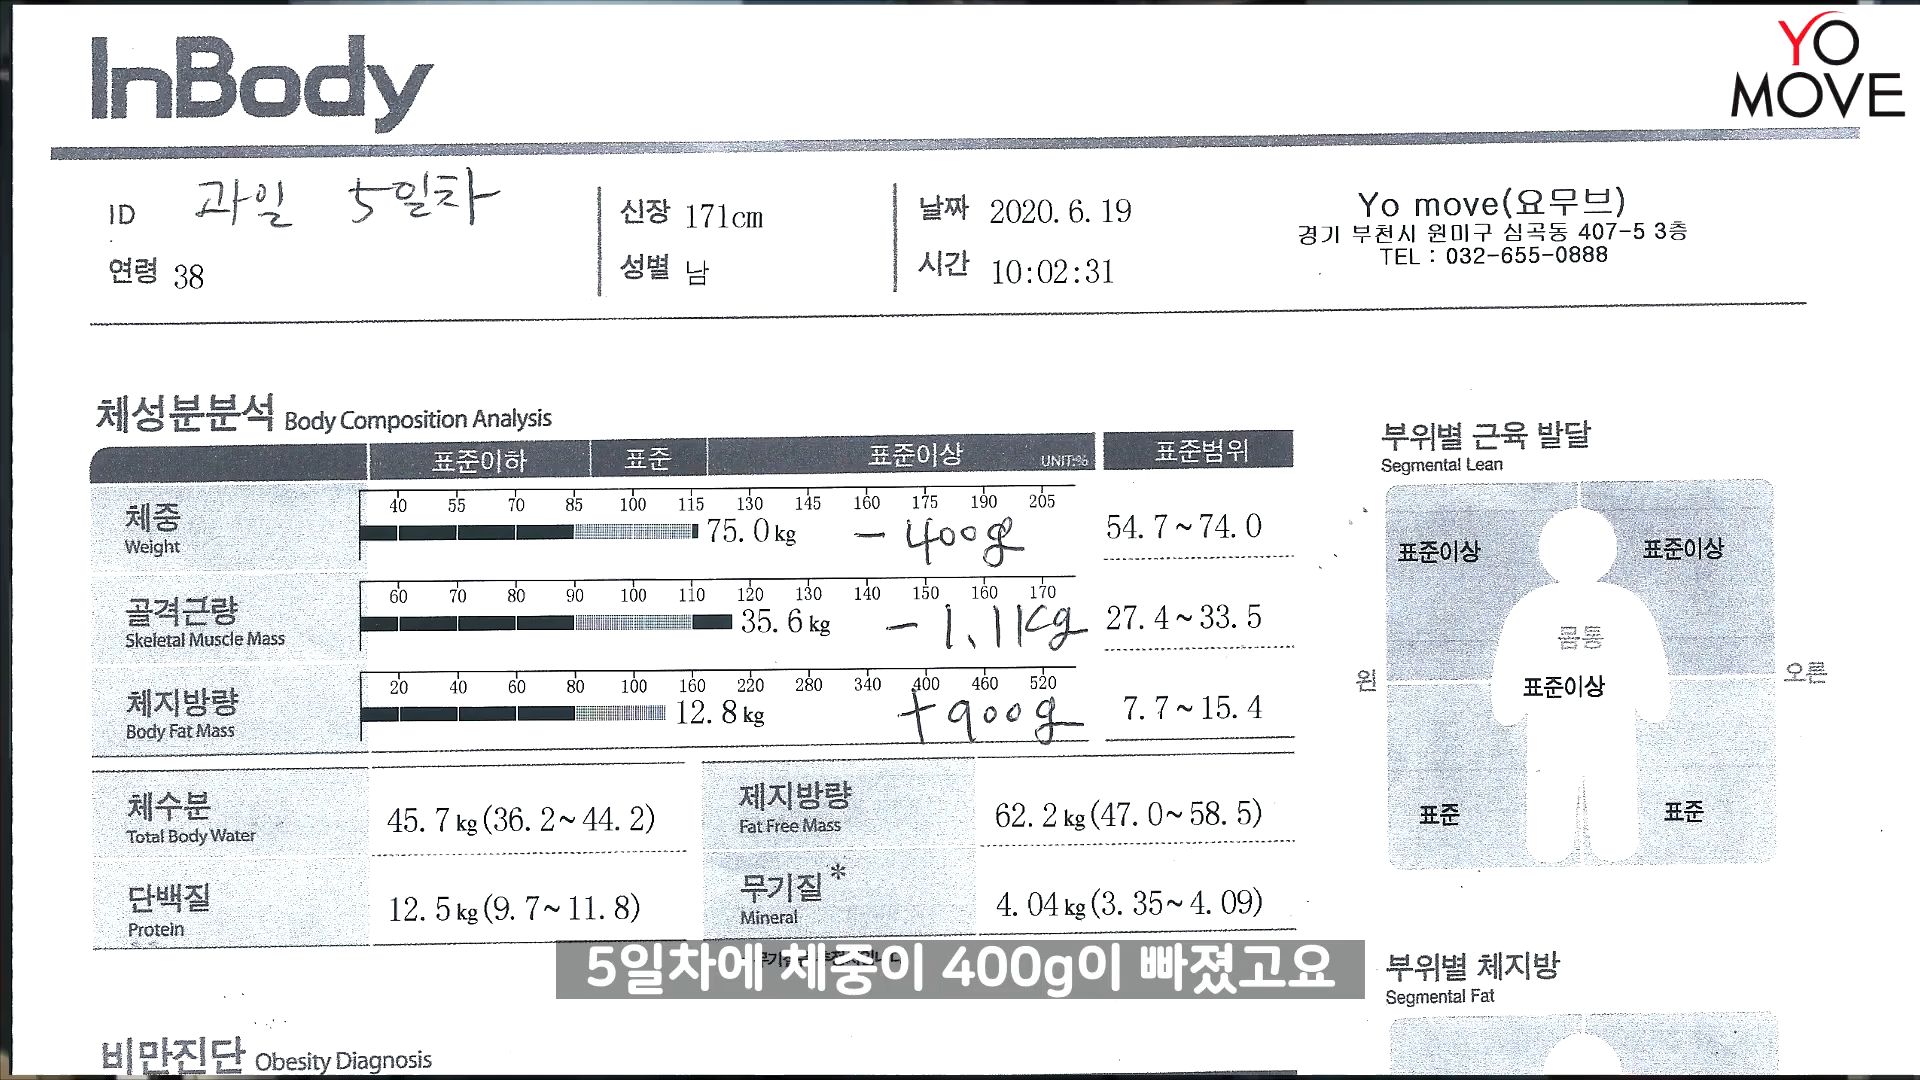 InBody
YO
MOVE
ID 과일 5일차
연령 38
신장 171cm
성별 남
날짜 2020. 6. 19
시간 10:02:31
Yo move(요무브)
경기 부천시 원미구 심곡동 407-5 3층
TEL : 032-655-0888
체성분분석 Body Composition Analysis
표준이하 표준 표준이상 UNIT:% 표준범위
체중
Weight
40 55 70 85 100 115 130 145 160 175 190 205
75.0 kg - 400g
54.7~74.0
골격근량
Skeletal Muscle Mass
60 70 80 90 100 110 120 130 140 150 160 170
35.6 kg - 1.1Kg
27.4~33.5
체지방량
Body Fat Mass
20 40 60 80 100 160 220 280 340 400 460 520
12.8 kg +900g
7.7~15.4
체수분
Total Body Water
45.7 kg (36.2~44.2)
제지방량
Fat Free Mass
62.2 kg (47.0~58.5)
단백질
Protein
12.5 kg (9.7~11.8)
무기질 *
Mineral
4.04 kg (3.35~4.09)
부위별 근육 발달
Segmental Lean
표준이상 표준이상
몸통
표준이상
왼 오른
표준 표준
5일차에 체중이 400g이 빠졌고요
부위별 체지방
Segmental Fat
비만진단 Obesity Diagnosis